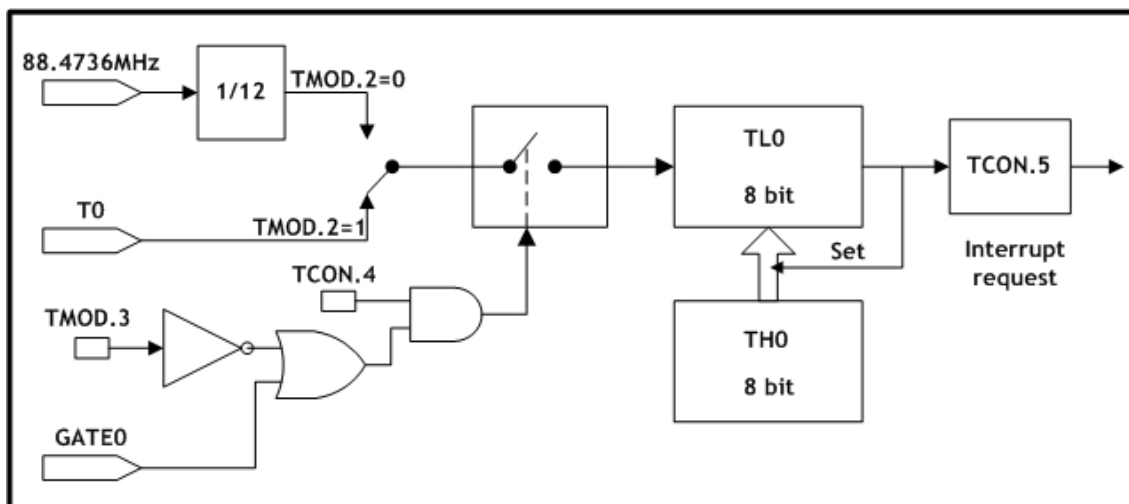 88.4736MHz
1/12
TMOD.2=0
T0
TMOD.2=1
TCON.4
TMOD.3
GATE0
TL0
8 bit
Set
TH0
8 bit
TCON.5
Interrupt
request